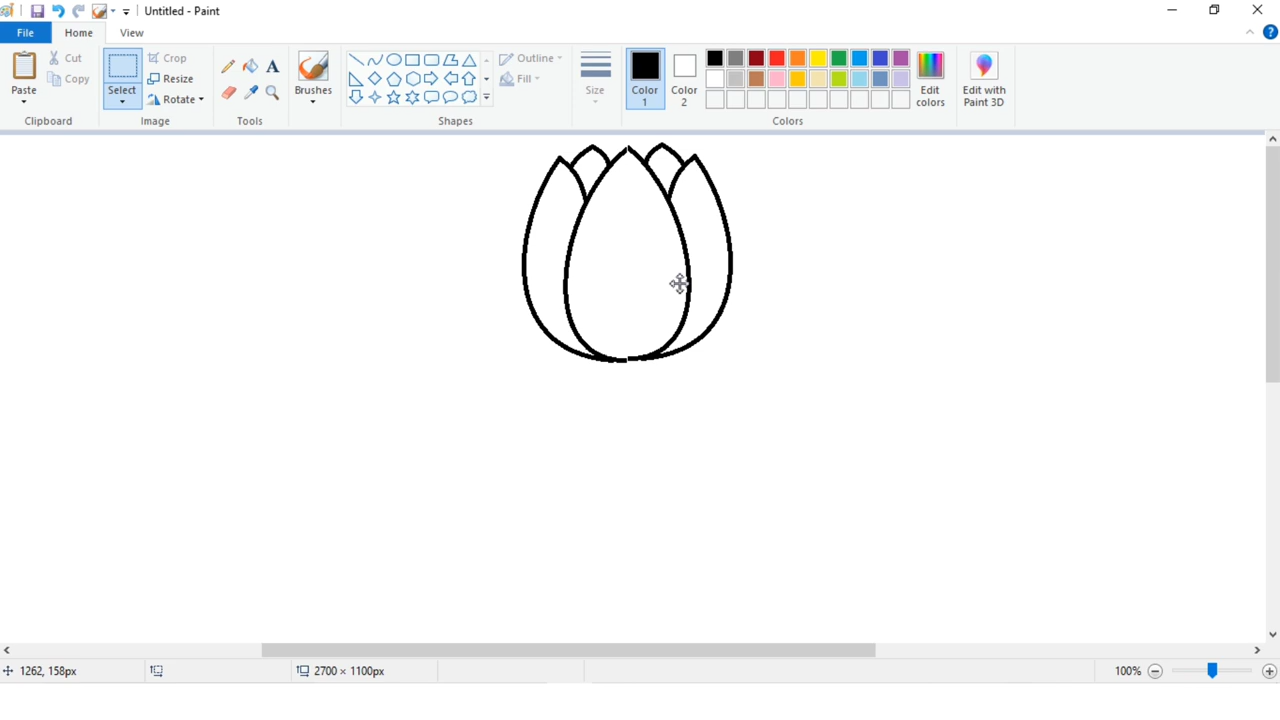 Untitled - Paint
File Home View
Paste
Cut
Copy
Clipboard
Select
Crop
Resize
Rotate
Image
A
Tools
Brushes
Outline
Fill
Shapes
Size
Color 1
Color 2
Edit colors
Colors
Edit with Paint 3D
?
1262, 158px
2700 × 1100px
100%